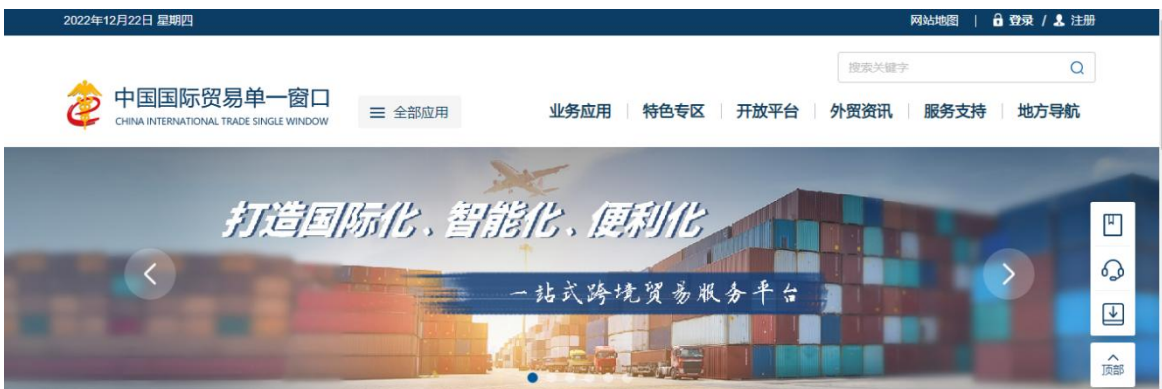 2022年12月22日 星期四
网站地图 | 登录 / 注册
搜索关键字
中国国际贸易单一窗口
CHINA INTERNATIONAL TRADE SINGLE WINDOW
全部应用
业务应用 | 特色专区 | 开放平台 | 外贸资讯 | 服务支持 | 地方导航
打造国际化、智能化、便利化
一站式跨境贸易服务平台
顶部